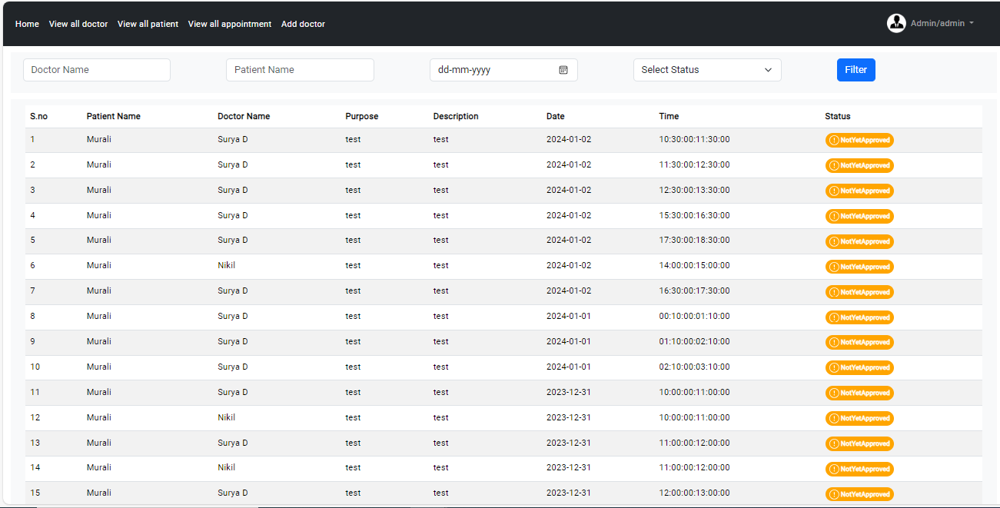 Home View all doctor View all patient View all appointment Add doctor Admin/admin
Doctor Name Patient Name dd-mm-yyyy Select Status Filter
S.no Patient Name Doctor Name Purpose Description Date Time Status
1 Murali Surya D test test 2024-01-02 10:30:00:11:30:00 NotYetApproved
2 Murali Surya D test test 2024-01-02 11:30:00:12:30:00 NotYetApproved
3 Murali Surya D test test 2024-01-02 12:30:00:13:30:00 NotYetApproved
4 Murali Surya D test test 2024-01-02 15:30:00:16:30:00 NotYetApproved
5 Murali Surya D test test 2024-01-02 17:30:00:18:30:00 NotYetApproved
6 Murali Nikil test test 2024-01-02 14:00:00:15:00:00 NotYetApproved
7 Murali Surya D test test 2024-01-02 16:30:00:17:30:00 NotYetApproved
8 Murali Surya D test test 2024-01-01 00:10:00:01:10:00 NotYetApproved
9 Murali Surya D test test 2024-01-01 01:10:00:02:10:00 NotYetApproved
10 Murali Surya D test test 2024-01-01 02:10:00:03:10:00 NotYetApproved
11 Murali Surya D test test 2023-12-31 10:00:00:11:00:00 NotYetApproved
12 Murali Nikil test test 2023-12-31 10:00:00:11:00:00 NotYetApproved
13 Murali Surya D test test 2023-12-31 11:00:00:12:00:00 NotYetApproved
14 Murali Nikil test test 2023-12-31 11:00:00:12:00:00 NotYetApproved
15 Murali Surya D test test 2023-12-31 12:00:00:13:00:00 NotYetApproved